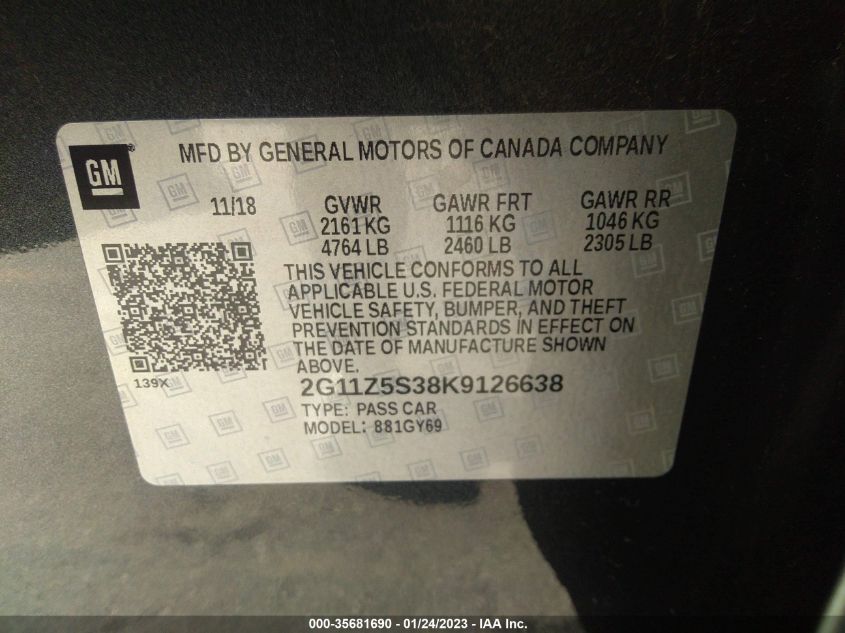 GM
®
MFD BY GENERAL MOTORS OF CANADA COMPANY
11/18 GVWR GAWR FRT GAWR RR
2161 KG 1116 KG 1046 KG
4764 LB 2460 LB 2305 LB
THIS VEHICLE CONFORMS TO ALL
APPLICABLE U.S. FEDERAL MOTOR
VEHICLE SAFETY, BUMPER, AND THEFT
PREVENTION STANDARDS IN EFFECT ON
THE DATE OF MANUFACTURE SHOWN
ABOVE.
139X
2G11Z5S38K9126638
TYPE: PASS CAR
MODEL: 881GY69
000-35681690 - 01/24/2023 - IAA Inc.